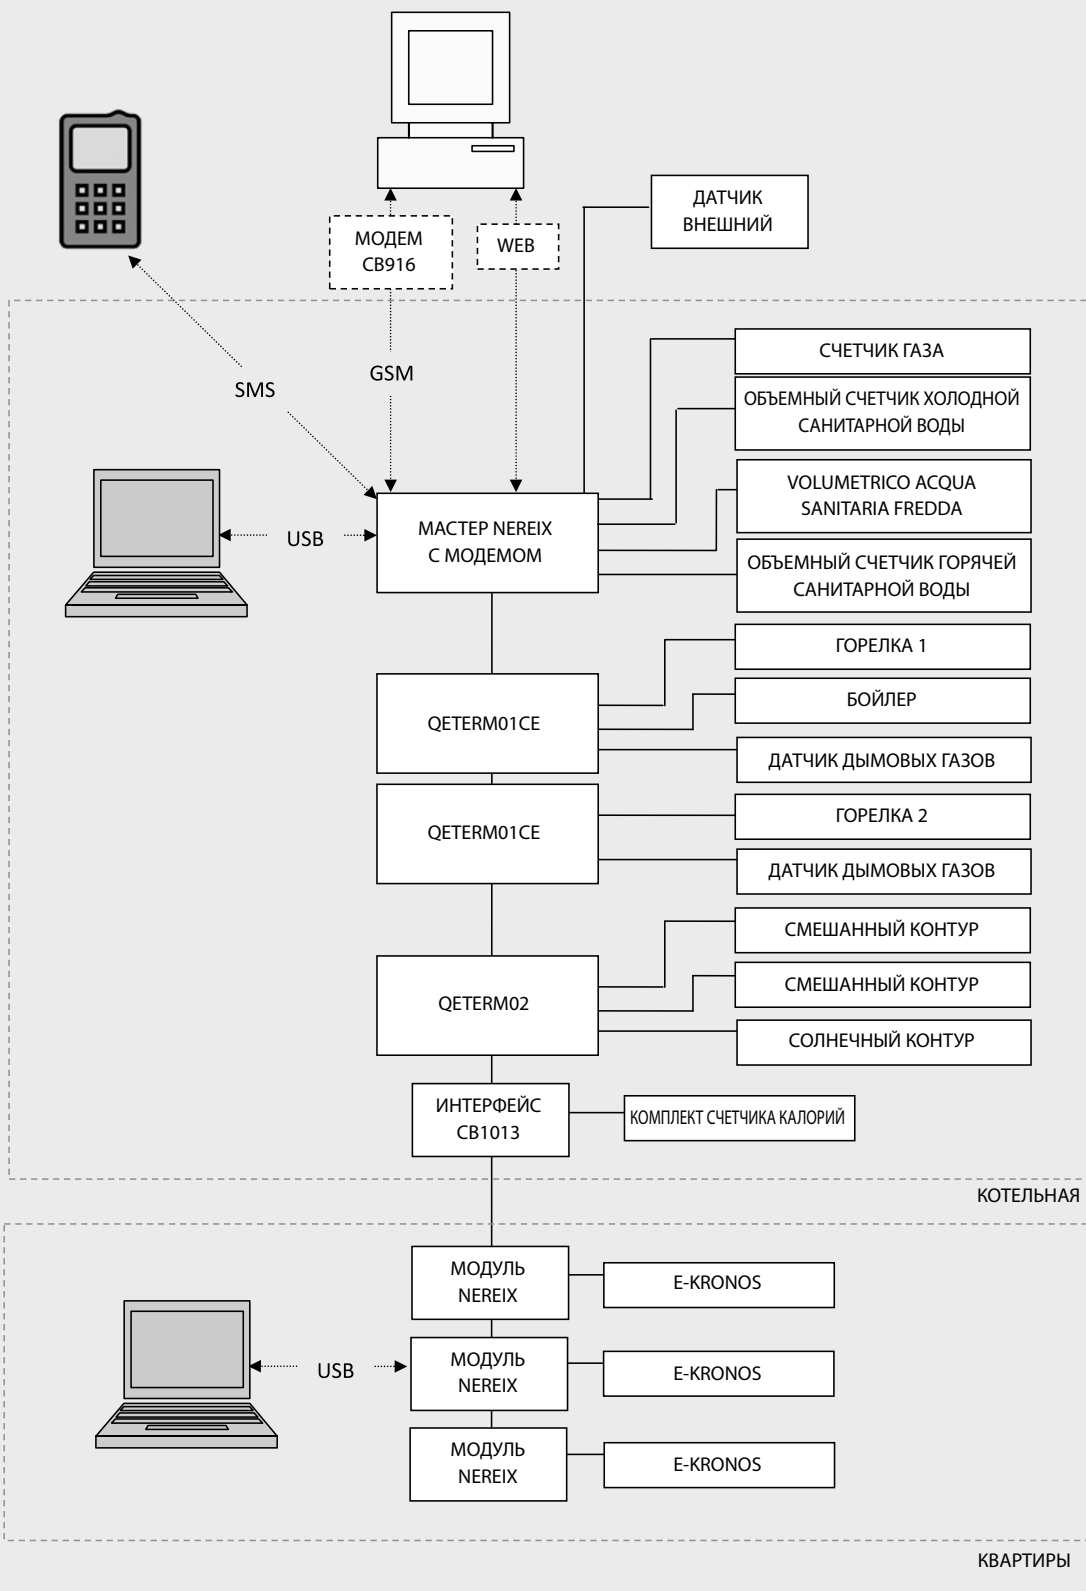 ДАТЧИК
ВНЕШНИЙ
МОДЕМ
CB916
WEB
GSM
SMS
СЧЕТЧИК ГАЗА
ОБЪЕМНЫЙ СЧЕТЧИК ХОЛОДНОЙ
САНИТАРНОЙ ВОДЫ
VOLUMETRICO ACQUA
SANITARIA FREDDA
ОБЪЕМНЫЙ СЧЕТЧИК ГОРЯЧЕЙ
САНИТАРНОЙ ВОДЫ
USB
МАСТЕР NEREIX
С МОДЕМОМ
ГОРЕЛКА 1
БОЙЛЕР
ДАТЧИК ДЫМОВЫХ ГАЗОВ
QETERM01CE
ГОРЕЛКА 2
ДАТЧИК ДЫМОВЫХ ГАЗОВ
QETERM01CE
СМЕШАННЫЙ КОНТУР
СМЕШАННЫЙ КОНТУР
СОЛНЕЧНЫЙ КОНТУР
QETERM02
ИНТЕРФЕЙС
CB1013
КОМПЛЕКТ СЧЕТЧИКА КАЛОРИЙ
КОТЕЛЬНАЯ
МОДУЛЬ
NEREIX
E-KRONOS
USB
МОДУЛЬ
NEREIX
E-KRONOS
МОДУЛЬ
NEREIX
E-KRONOS
КВАРТИРЫ